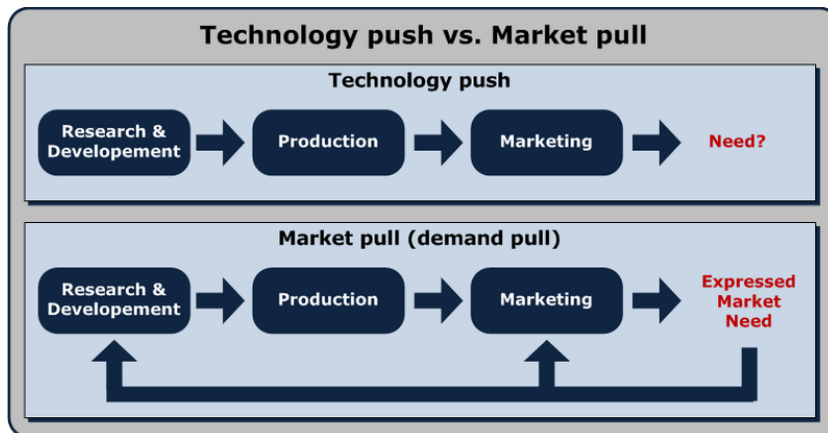 Technology push vs. Market pull
Technology push
Research &
Developement
Production
Marketing
Need?
Market pull (demand pull)
Research &
Developement
Production
Marketing
Expressed
Market
Need